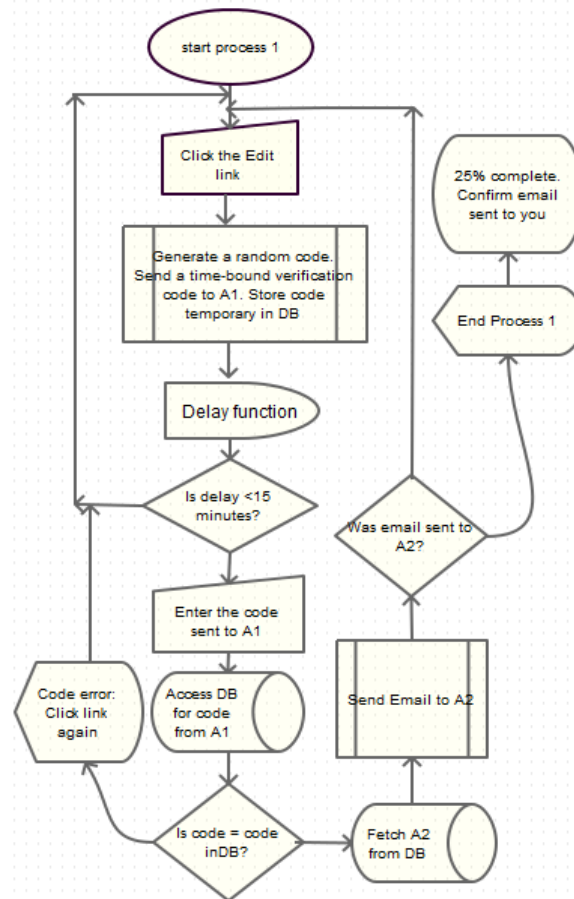 start process 1
Click the Edit
link
Generate a random code.
Send a time-bound verification
code to A1. Store code
temporary in DB
Delay function
Is delay <15
minutes?
Enter the code
sent to A1
Access DB
for code
from A1
Code error:
Click link
again
Is code = code
inDB?
Fetch A2
from DB
Send Email to A2
Was email sent to
A2?
End Process 1
25% complete.
Confirm email
sent to you